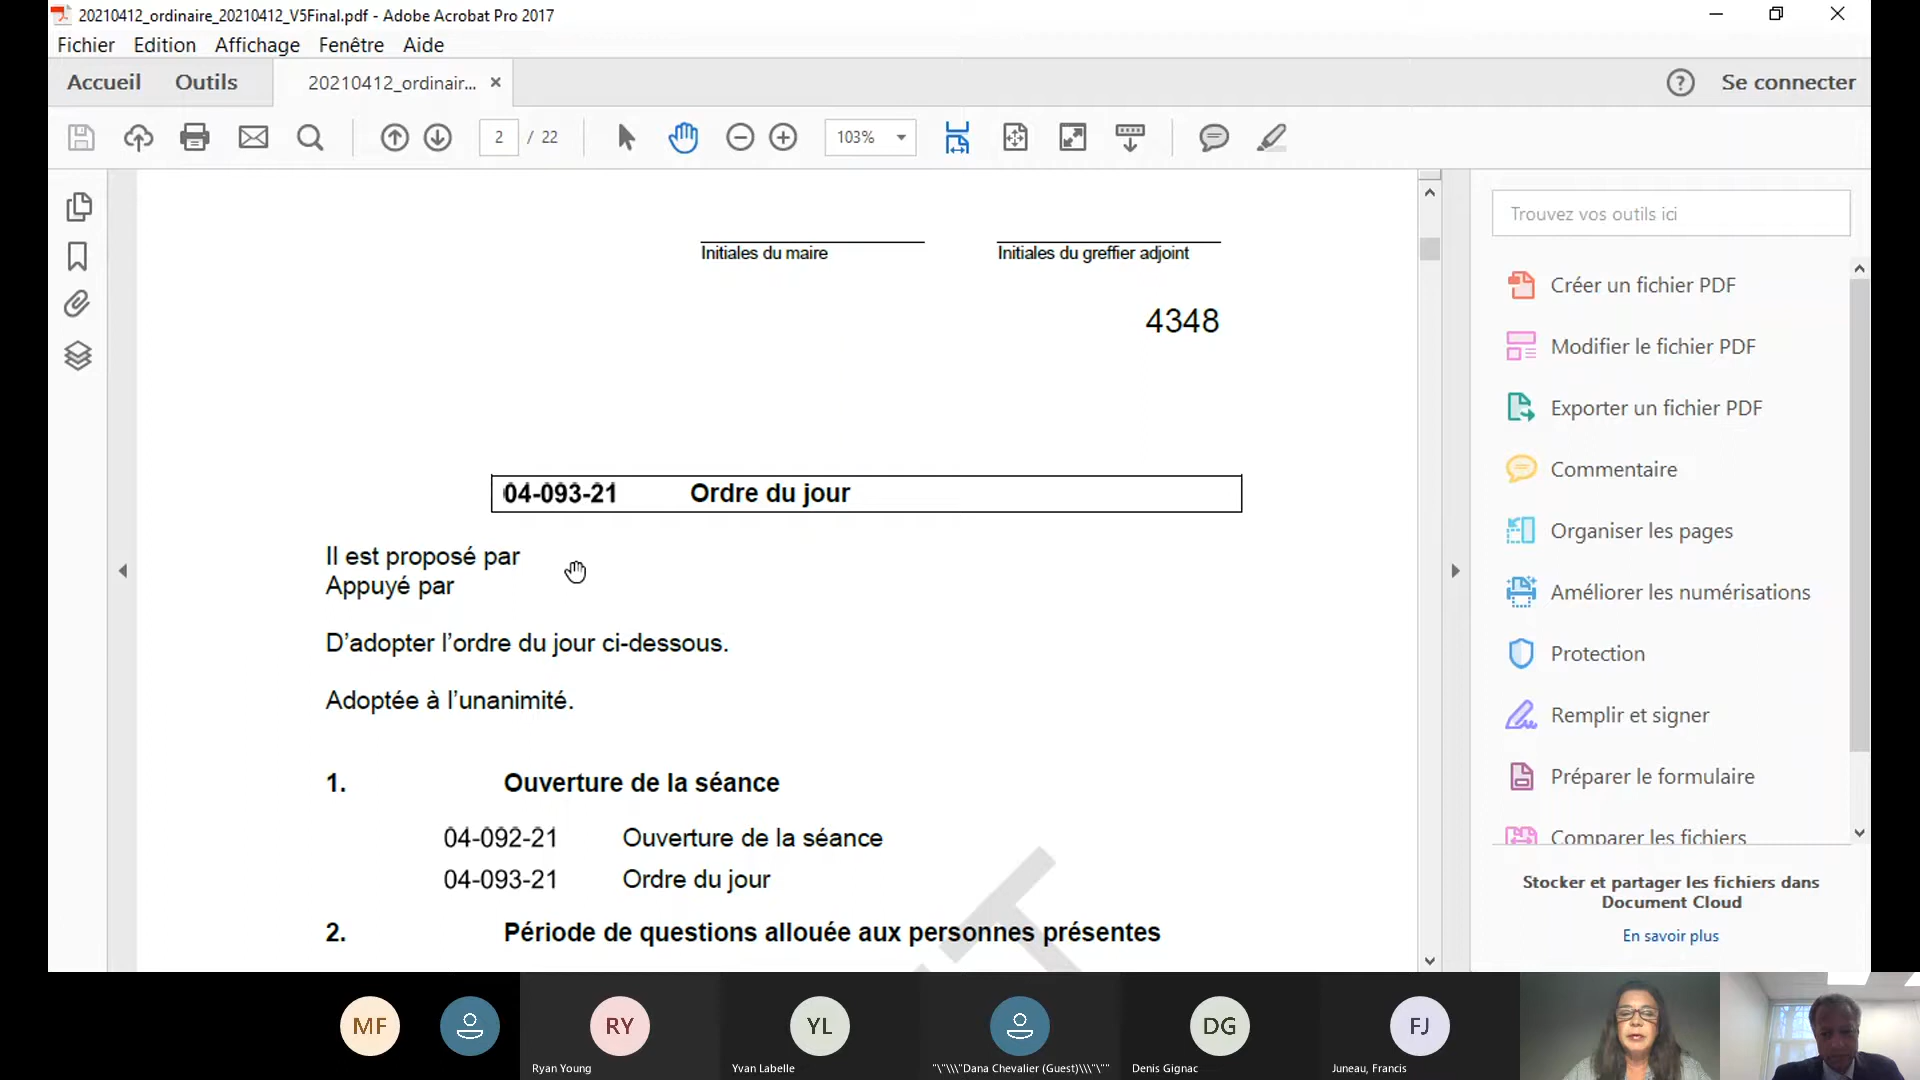 20210412_ordinaire_20210412_V5Final.pdf - Adobe Acrobat Pro 2017
Fichier Edition Affichage Fenêtre Aide
Accueil Outils 20210412_ordinair... × Se connecter
2 / 22 103%
Trouvez vos outils ici
Initiales du maire Initiales du greffier adjoint
4348
04-093-21 Ordre du jour
Il est proposé par
Appuyé par
D'adopter l'ordre du jour ci-dessous.
Adoptée à l'unanimité.
1. Ouverture de la séance
04-092-21 Ouverture de la séance
04-093-21 Ordre du jour
2. Période de questions allouée aux personnes présentes
Créer un fichier PDF
Modifier le fichier PDF
Exporter un fichier PDF
Commentaire
Organiser les pages
Améliorer les numérisations
Protection
Remplir et signer
Préparer le formulaire
Comparer les fichiers
Stocker et partager les fichiers dans
Document Cloud
En savoir plus
MF RY YL DG FJ
Ryan Young Yvan Labelle "\"\\\"Dana Chevalier (Guest)\\\"\"" Denis Gignac Juneau, Francis